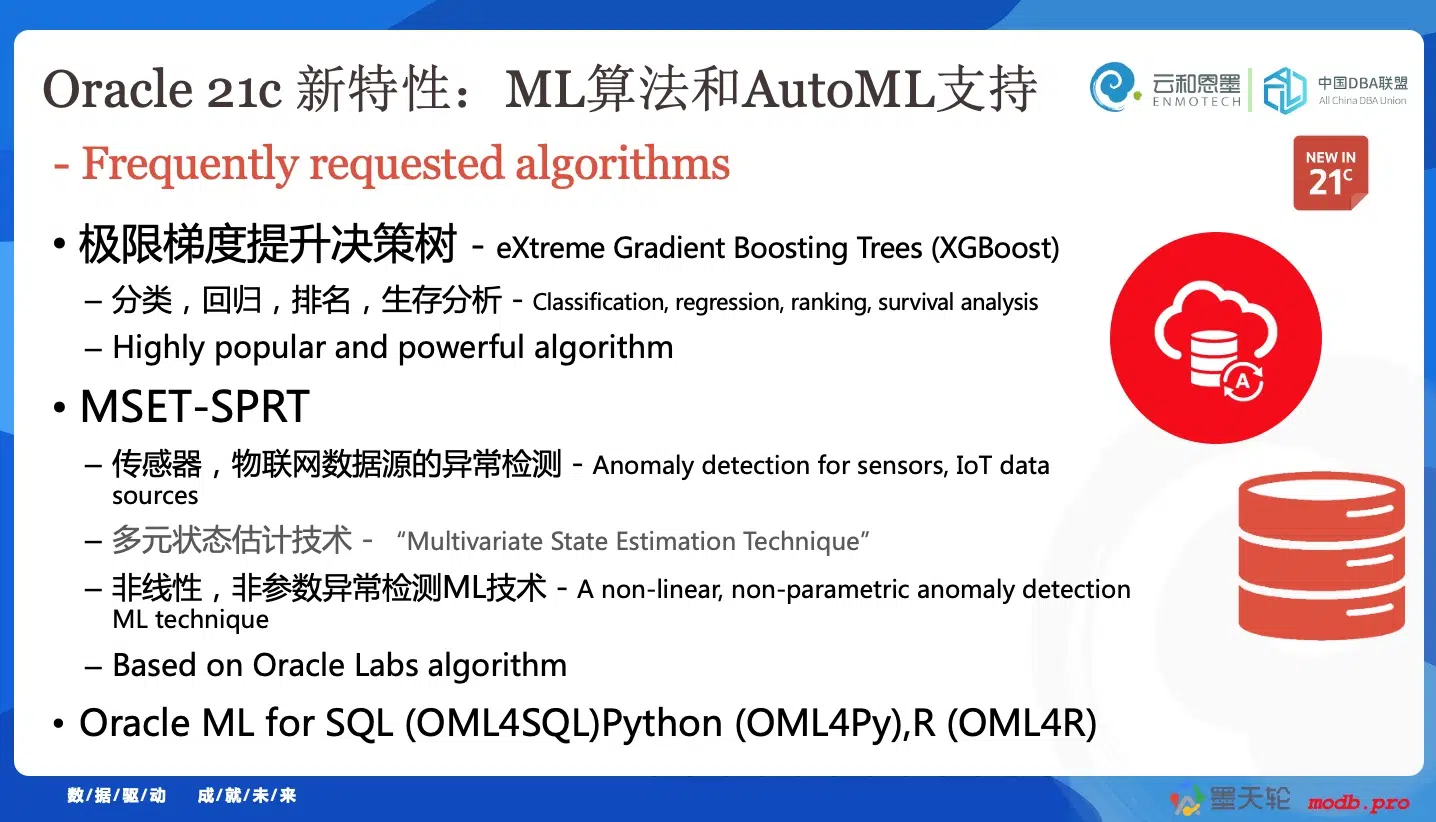 Oracle 21c 新特性：ML算法和AutoML支持
云和恩墨
ENMOTECH
中国DBA联盟
All China DBA Union
- Frequently requested algorithms
NEW IN
21c
• 极限梯度提升决策树 - eXtreme Gradient Boosting Trees (XGBoost)
– 分类，回归，排名，生存分析 - Classification, regression, ranking, survival analysis
– Highly popular and powerful algorithm
A
• MSET-SPRT
– 传感器，物联网数据源的异常检测 - Anomaly detection for sensors, IoT data
sources
– 多元状态估计技术 - “Multivariate State Estimation Technique”
– 非线性，非参数异常检测ML技术 - A non-linear, non-parametric anomaly detection
ML technique
– Based on Oracle Labs algorithm
• Oracle ML for SQL (OML4SQL)Python (OML4Py),R (OML4R)
数/据/驱/动 成/就/未/来
墨天轮 modb.pro